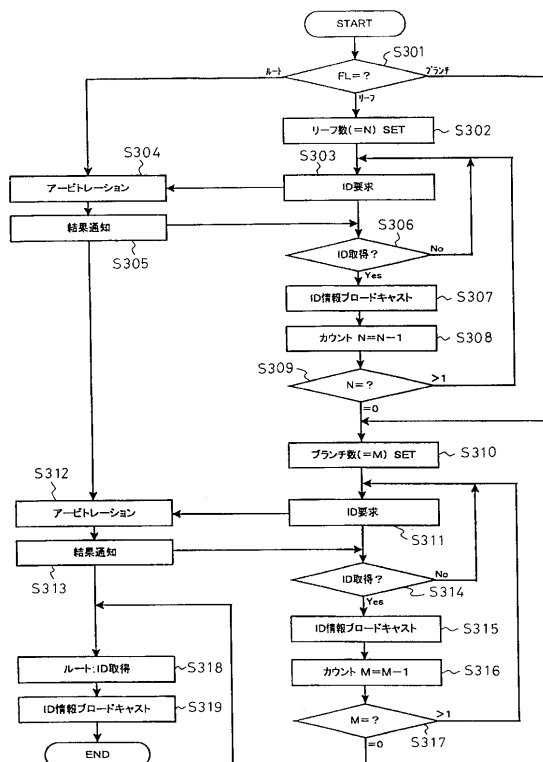 START
S301
ルート
FL=?
ブランチ
リーフ
リーフ数(=N) SET
S302
S304
S303
アービトレーション
ID要求
結果通知
S306
S305
ID取得?
No
Yes
ID情報ブロードキャスト
S307
カウント N=N-1
S308
S309
N=?
>1
=0
ブランチ数(=M) SET
S310
S312
アービトレーション
ID要求
S311
結果通知
S313
ID取得?
No
S314
Yes
ID情報ブロードキャスト
S315
ルート:ID取得
S318
カウント M=M-1
S316
ID情報ブロードキャスト
S319
M=?
>1
S317
END
=0